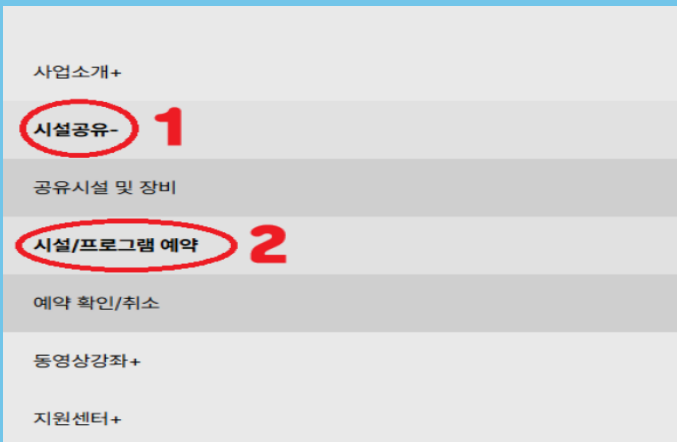 사업소개+
시설공유- 1
공유시설 및 장비
시설/프로그램 예약 2
예약 확인/취소
동영상강좌+
지원센터+